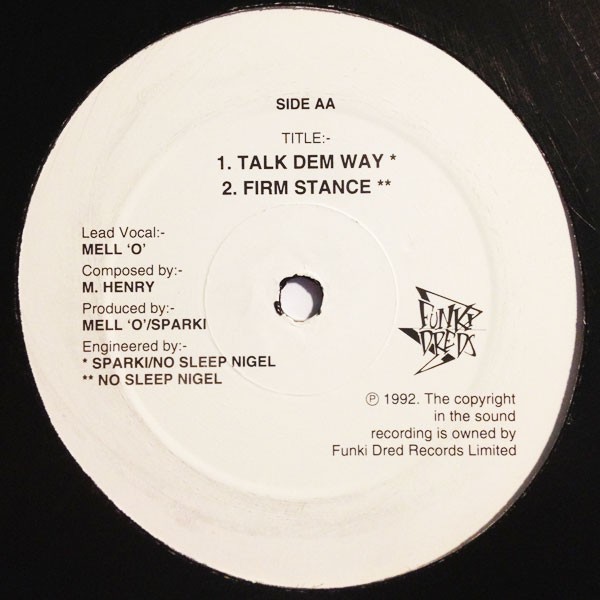 SIDE AA
TITLE:-
1. TALK DEM WAY *
2. FIRM STANCE **
Lead Vocal:-
MELL ‘O’
Composed by:-
M. HENRY
Produced by:-
MELL ‘O’/SPARKI
Engineered by:-
* SPARKI/NO SLEEP NIGEL
** NO SLEEP NIGEL
FUNKI
DREDS
℗ 1992. The copyright
in the sound
recording is owned by
Funki Dred Records Limited